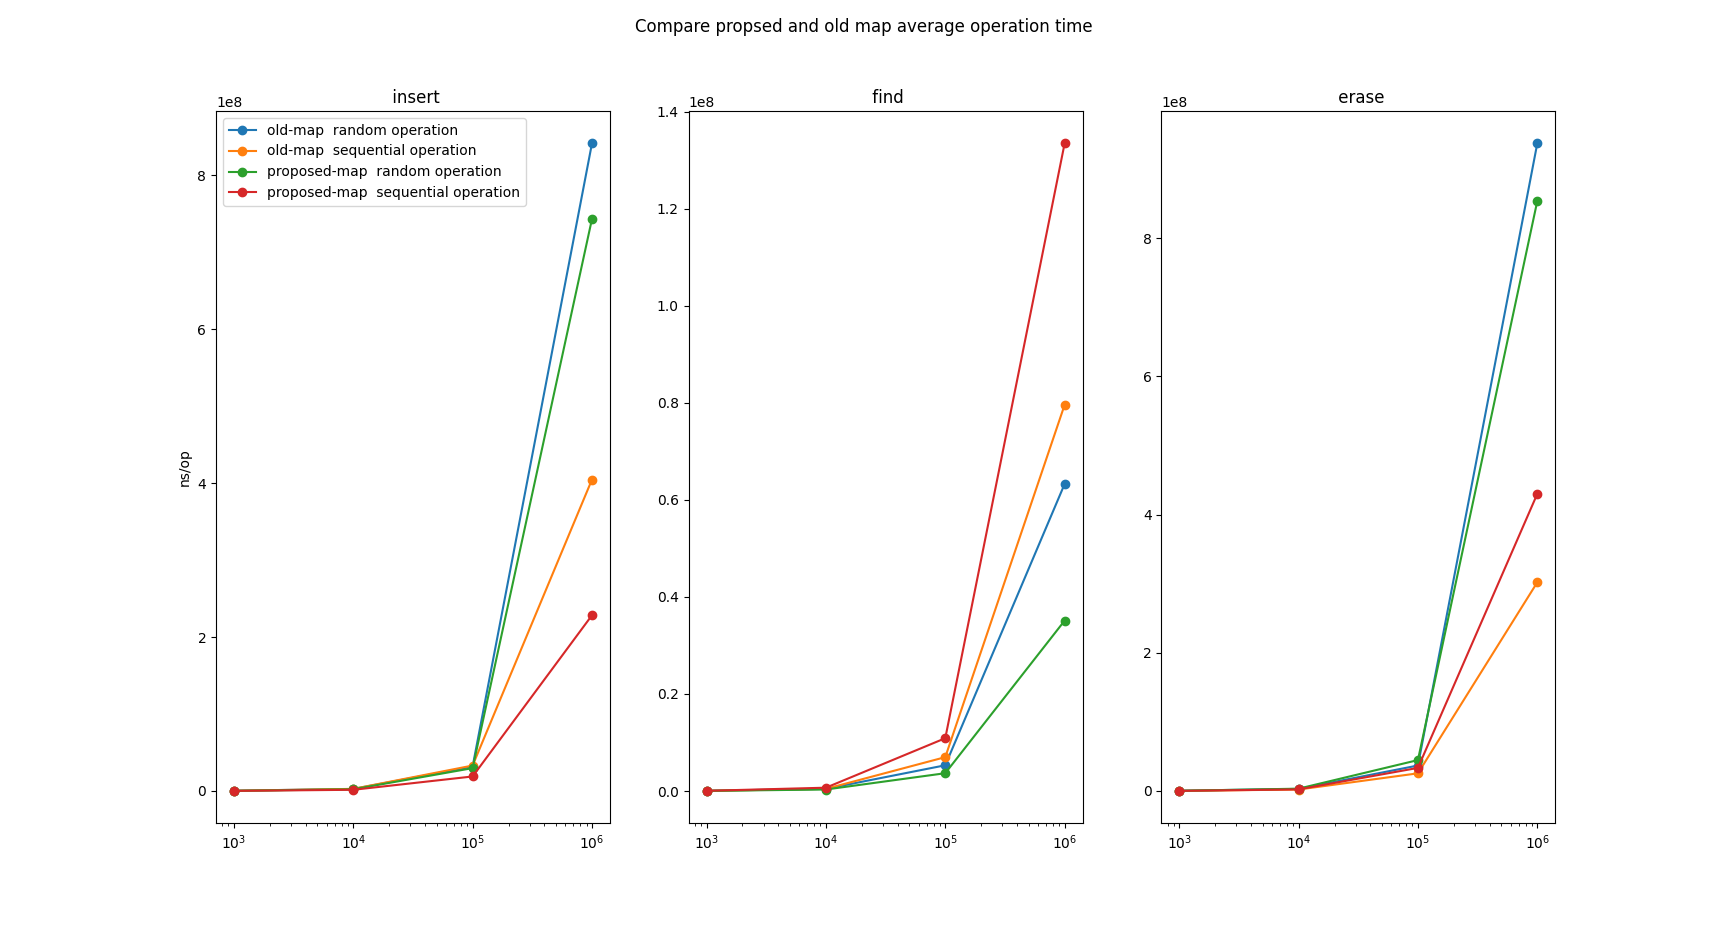 Compare propsed and old map average operation time
insert
1e8
old-map  random operation
old-map  sequential operation
proposed-map  random operation
proposed-map  sequential operation
8
6
4
2
0
ns/op
10³
10⁴
10⁵
10⁶
find
1e8
1.4
1.2
1.0
0.8
0.6
0.4
0.2
0.0
10³
10⁴
10⁵
10⁶
erase
1e8
8
6
4
2
0
10³
10⁴
10⁵
10⁶